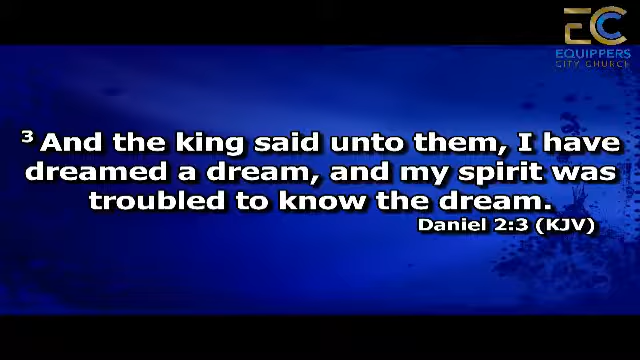 EC
EQUIPPERS
CITY CHURCH
3 And the king said unto them, I have
dreamed a dream, and my spirit was
troubled to know the dream.
Daniel 2:3 (KJV)